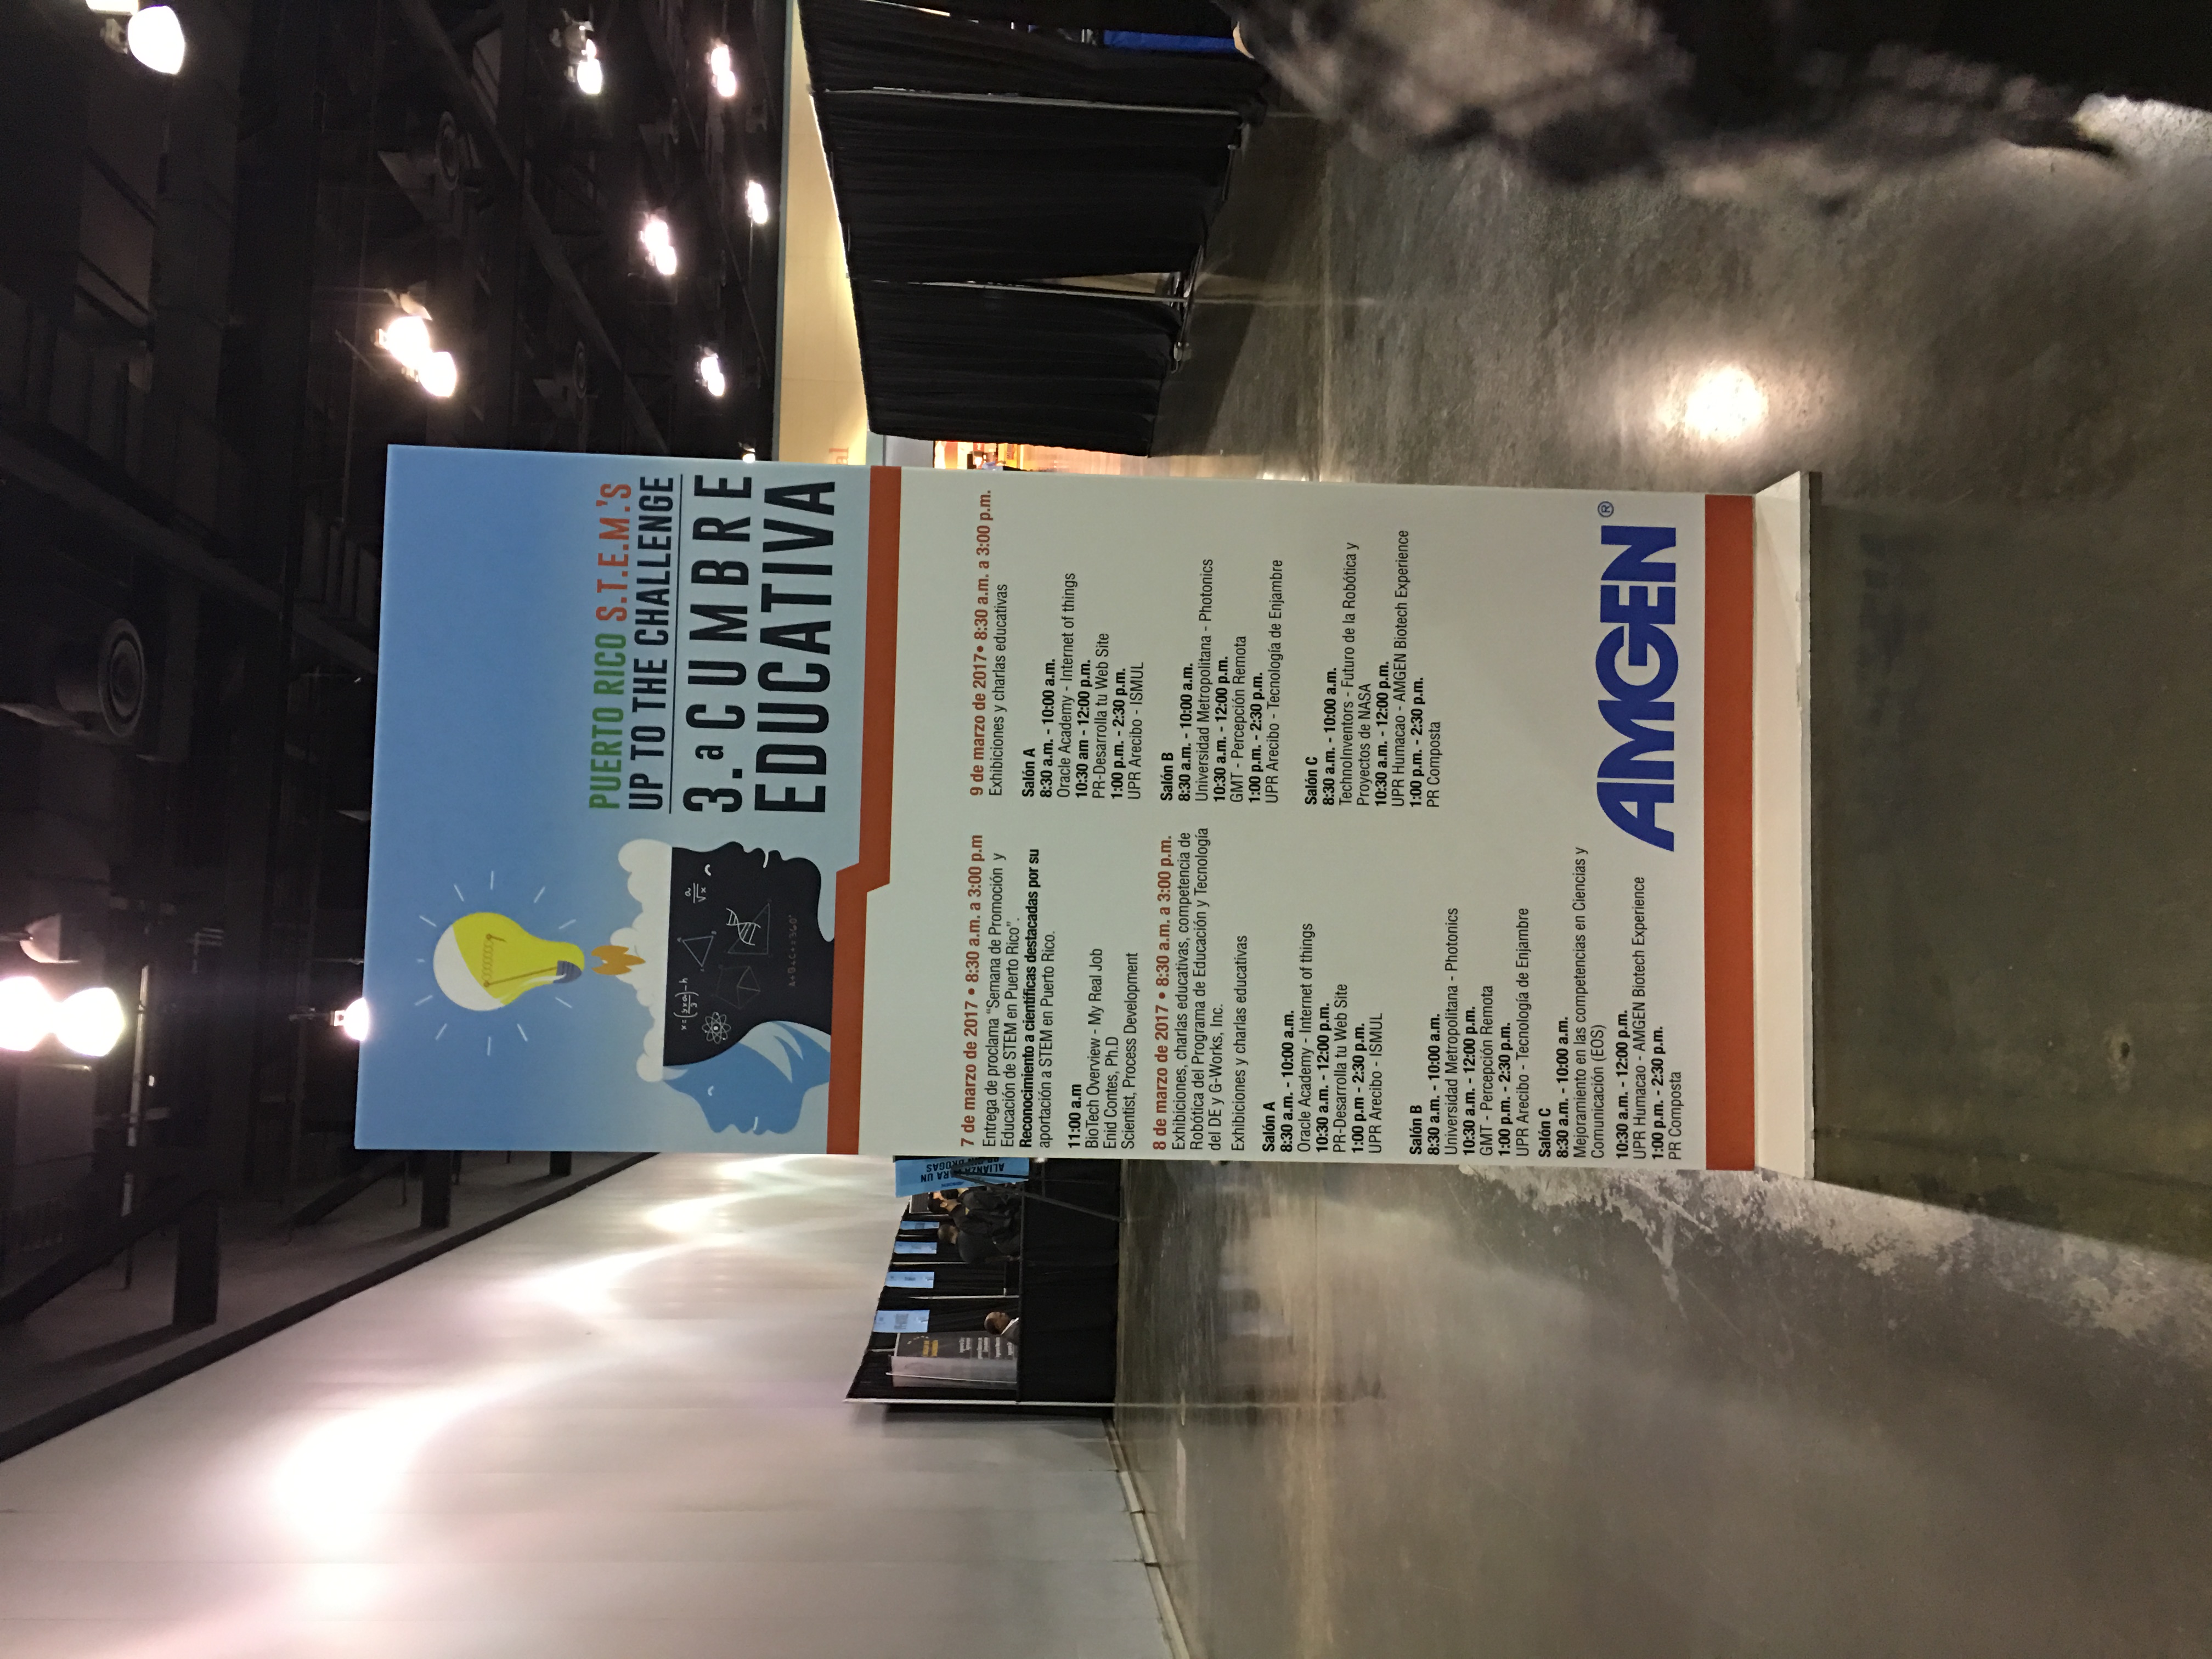 PUERTO RICO S.T.E.M.'S
UP TO THE CHALLENGE
3.ª CUMBRE
EDUCATIVA
7 de marzo de 2017 • 8:30 a.m. a 3:00 p.m
Entrega de proclama “Semana de Promoción y
Educación de STEM en Puerto Rico”.
Reconocimiento a científicas destacadas por su
aportación a STEM en Puerto Rico.
11:00 a.m
BioTech Overview - My Real Job
Enid Contes, Ph.D
Scientist, Process Development
8 de marzo de 2017 • 8:30 a.m. a 3:00 p.m.
Exhibiciones, charlas educativas, competencia de
Robótica del Programa de Educación y Tecnología
del DE y G-Works, Inc.
Exhibiciones y charlas educativas
Salón A
8:30 a.m. - 10:00 a.m.
Oracle Academy - Internet of things
10:30 a.m. - 12:00 p.m.
PR-Desarrolla tu Web Site
1:00 p.m - 2:30 p.m.
UPR Arecibo - ISMUL
Salón B
8:30 a.m. - 10:00 a.m.
Universidad Metropolitana - Photonics
10:30 a.m. - 12:00 p.m.
GMT - Percepción Remota
1:00 p.m. - 2:30 p.m.
UPR Arecibo - Tecnología de Enjambre
Salón C
8:30 a.m. - 10:00 a.m.
Mejoramiento en las competencias en Ciencias y
Comunicación (EOS)
10:30 a.m. - 12:00 p.m.
UPR Humacao - AMGEN Biotech Experience
1:00 p.m. - 2:30 p.m.
PR Composta
9 de marzo de 2017• 8:30 a.m. a 3:00 p.m.
Exhibiciones y charlas educativas
Salón A
8:30 a.m. - 10:00 a.m.
Oracle Academy - Internet of things
10:30 am - 12:00 p.m.
PR-Desarrolla tu Web Site
1:00 p.m. - 2:30 p.m.
UPR Arecibo - ISMUL
Salón B
8:30 a.m. - 10:00 a.m.
Universidad Metropolitana - Photonics
10:30 a.m. - 12:00 p.m.
GMT - Percepción Remota
1:00 p.m. - 2:30 p.m.
UPR Arecibo - Tecnología de Enjambre
Salón C
8:30 a.m. - 10:00 a.m.
TechnoInventors - Futuro de la Robótica y
Proyectos de NASA
10:30 a.m. - 12:00 p.m.
UPR Humacao - AMGEN Biotech Experience
1:00 p.m. - 2:30 p.m.
PR Composta
AMGEN®